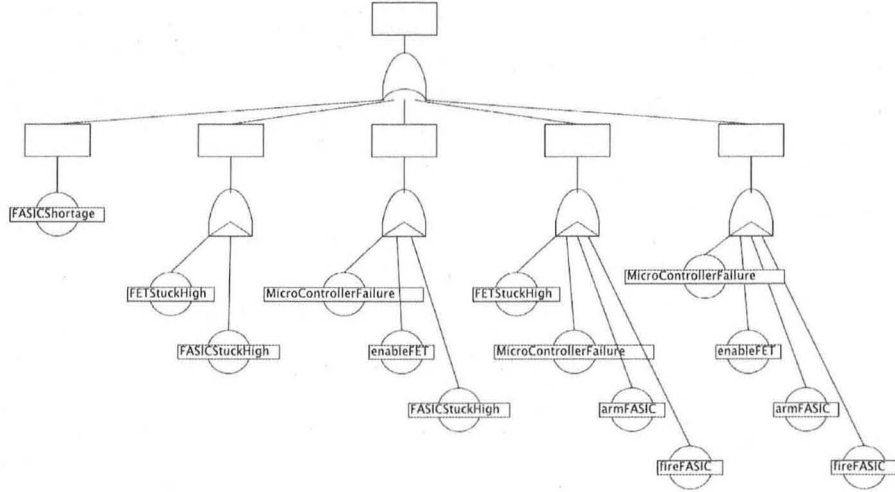 FASICShortage
FETStuckHigh
FASICStuckHigh
MicroControllerFailure
enableFET
FASICStuckHigh
FETStuckHigh
MicroControllerFailure
armFASIC
fireFASIC
MicroControllerFailure
enableFET
armFASIC
fireFASIC